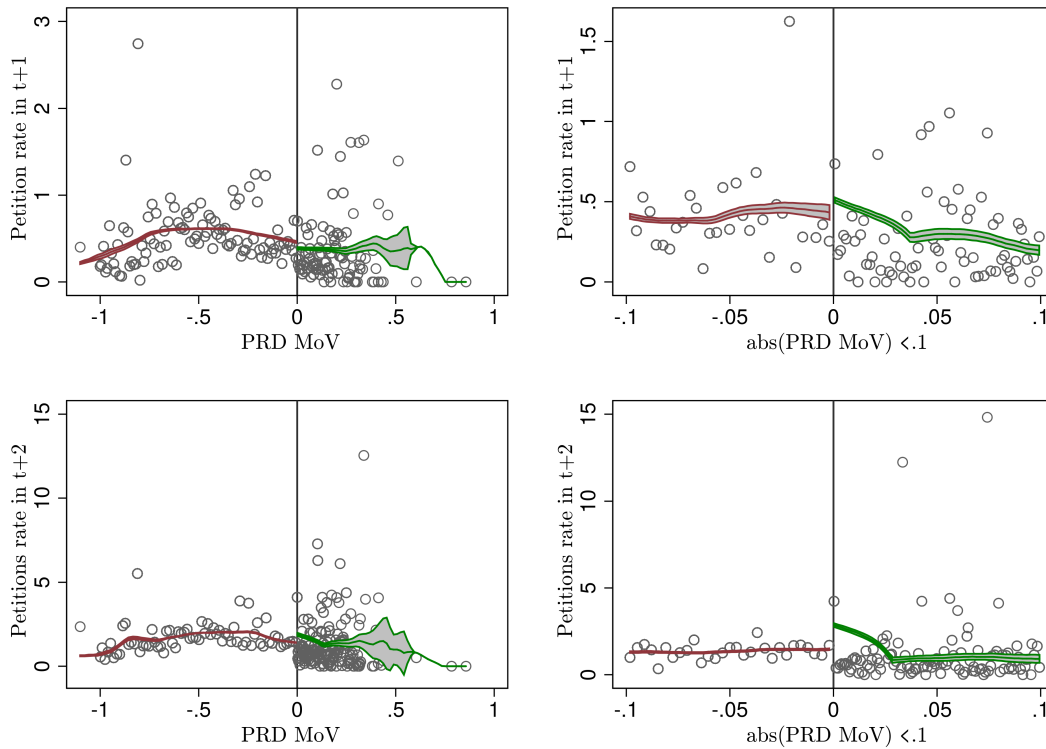 Petition rate in t+1
3
2
1
0
-1 -.5 0 .5 1
PRD MoV
Petition rate in t+1
1.5
1
.5
0
-.1 -.05 0 .05 .1
abs(PRD MoV) <.1
Petitions rate in t+2
15
10
5
0
-1 -.5 0 .5 1
PRD MoV
Petitions rate in t+2
15
10
5
0
-.1 -.05 0 .05 .1
abs(PRD MoV) <.1